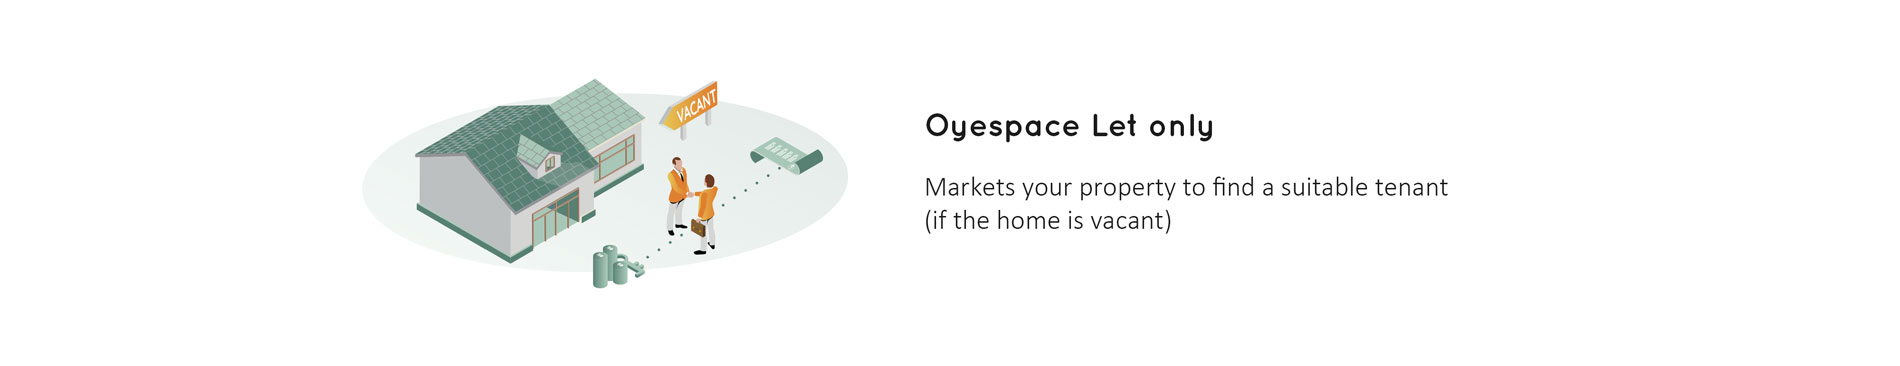 VACANT
Oyespace Let only
Markets your property to find a suitable tenant
(if the home is vacant)